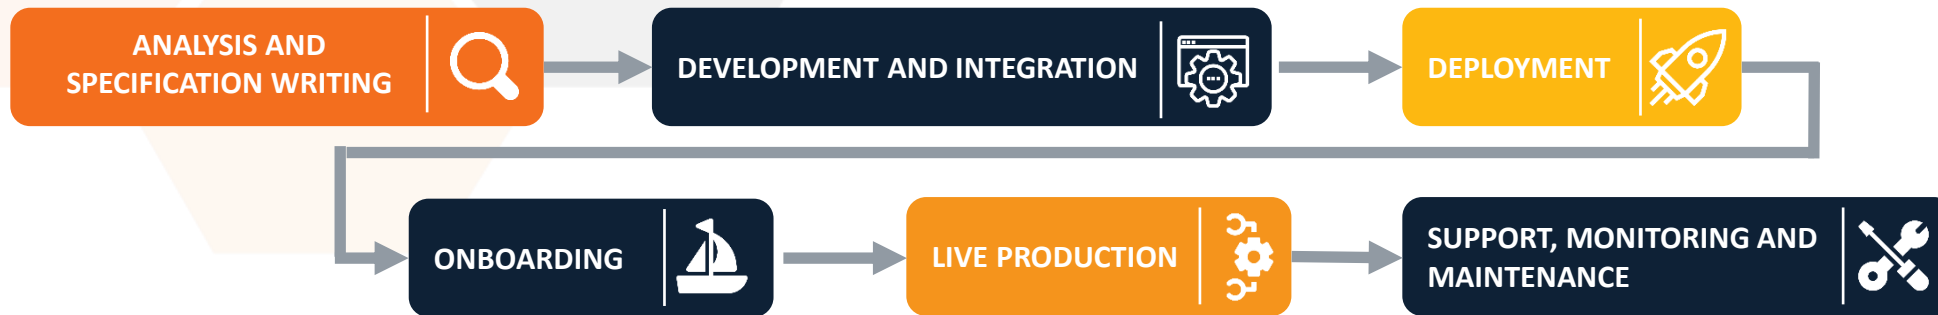 ANALYSIS AND
SPECIFICATION WRITING
DEVELOPMENT AND INTEGRATION
DEPLOYMENT
ONBOARDING
LIVE PRODUCTION
SUPPORT, MONITORING AND
MAINTENANCE